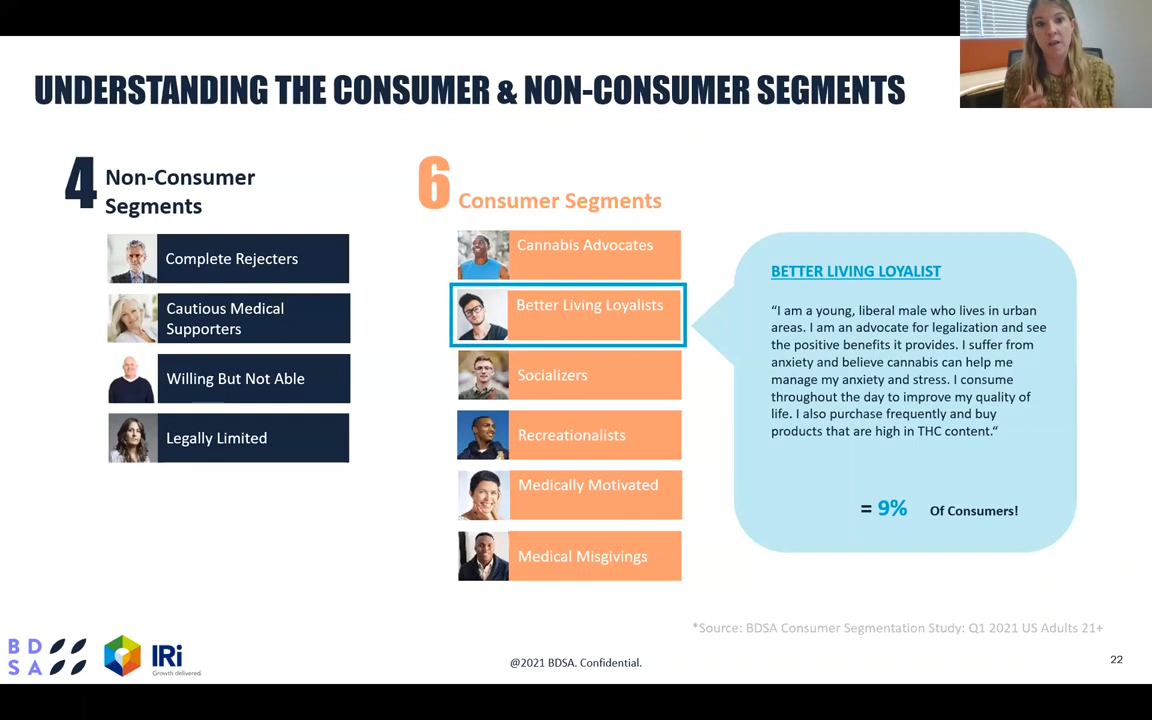 UNDERSTANDING THE CONSUMER & NON-CONSUMER SEGMENTS
4 Non-Consumer
Segments
Complete Rejecters
Cautious Medical
Supporters
Willing But Not Able
Legally Limited
6 Consumer Segments
Cannabis Advocates
Better Living Loyalists
Socializers
Recreationalists
Medically Motivated
Medical Misgivings
BETTER LIVING LOYALIST
“I am a young, liberal male who lives in urban
areas. I am an advocate for legalization and see
the positive benefits it provides. I suffer from
anxiety and believe cannabis can help me
manage my anxiety and stress. I consume
throughout the day to improve my quality of
life. I also purchase frequently and buy
products that are high in THC content.“
= 9% Of Consumers!
*Source: BDSA Consumer Segmentation Study: Q1 2021 US Adults 21+
BD
SA
IRi
Growth delivered.
@2021 BDSA. Confidential.
22